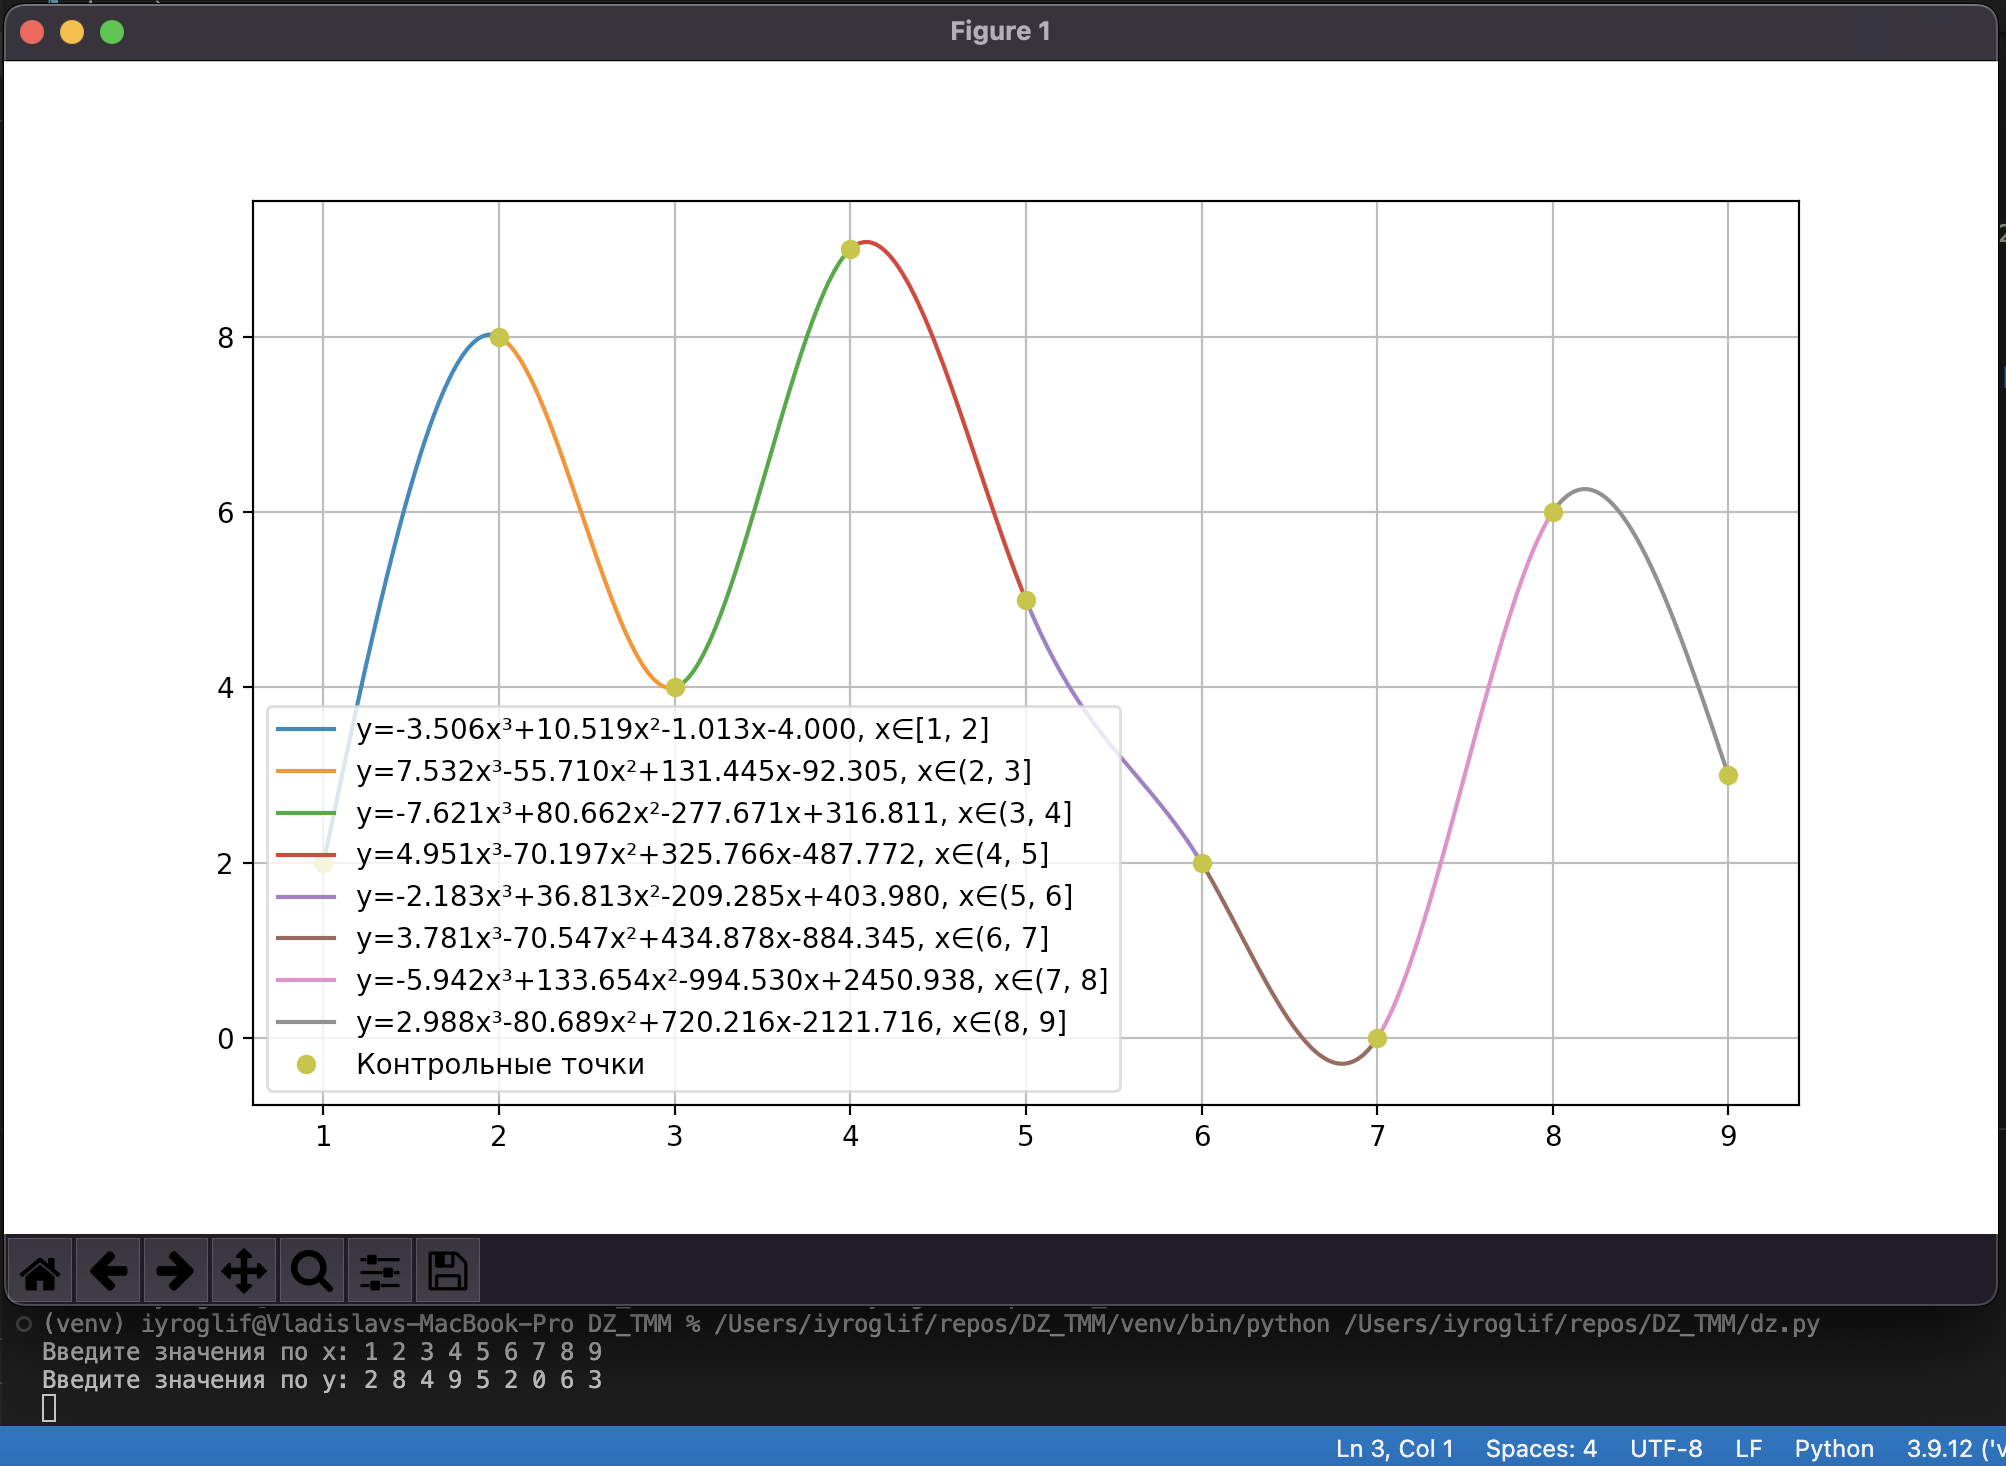 Figure 1
8
6
4
2
0
y=-3.506x³+10.519x²-1.013x-4.000, x∈[1, 2]
y=7.532x³-55.710x²+131.445x-92.305, x∈(2, 3]
y=-7.621x³+80.662x²-277.671x+316.811, x∈(3, 4]
y=4.951x³-70.197x²+325.766x-487.772, x∈(4, 5]
y=-2.183x³+36.813x²-209.285x+403.980, x∈(5, 6]
y=3.781x³-70.547x²+434.878x-884.345, x∈(6, 7]
y=-5.942x³+133.654x²-994.530x+2450.938, x∈(7, 8]
y=2.988x³-80.689x²+720.216x-2121.716, x∈(8, 9]
Контрольные точки
1 2 3 4 5 6 7 8 9
(venv) iyroglif@Vladislavs-MacBook-Pro DZ_TMM % /Users/iyroglif/repos/DZ_TMM/venv/bin/python /Users/iyroglif/repos/DZ_TMM/dz.py
Введите значения по x: 1 2 3 4 5 6 7 8 9
Введите значения по y: 2 8 4 9 5 2 0 6 3
Ln 3, Col 1 Spaces: 4 UTF-8 LF Python 3.9.12 ('v